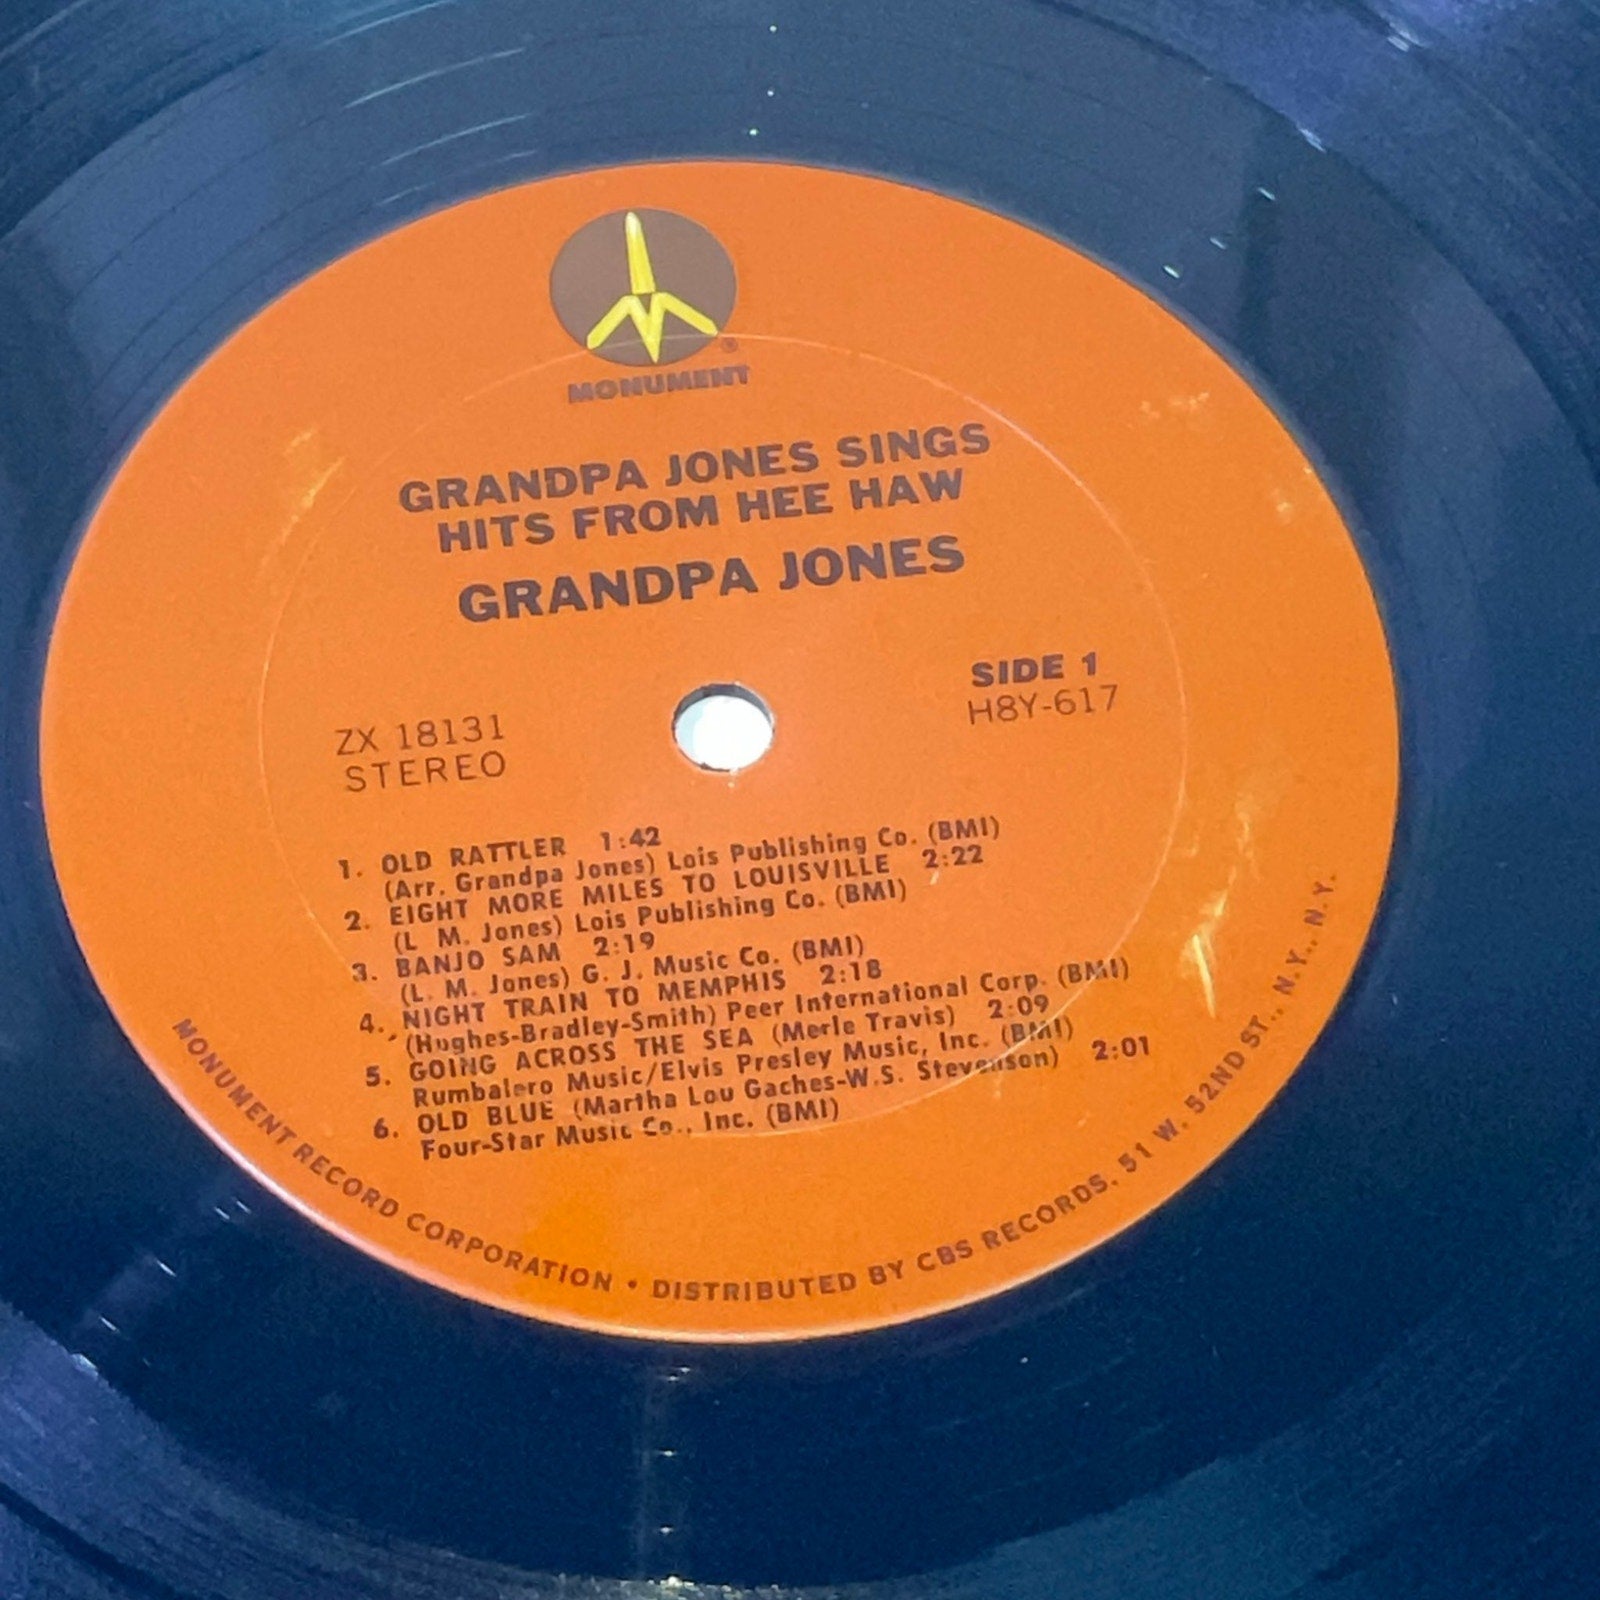 ®
MONUMENT
GRANDPA JONES SINGS
HITS FROM HEE HAW
GRANDPA JONES
SIDE 1
H8Y-617
ZX 18131
STEREO
1. OLD RATTLER 1:42
(Arr. Grandpa Jones) Lois Publishing Co. (BMI)
2. EIGHT MORE MILES TO LOUISVILLE 2:22
(L M. Jones) Lois Publishing Co. (BMI)
3. BANJO SAM 2:19
(L. M. Jones) G. J. Music Co. (BMI)
4. NIGHT TRAIN TO MEMPHIS 2:18
(Hughes-Bradley-Smith) Peer International Corp. (BMI)
5. GOING ACROSS THE SEA (Merle Travis) 2:09
Rumbalero Music/Elvis Presley Music, Inc. (BMI)
6. OLD BLUE (Martha Lou Gaches-W.S. Stevenson) 2:01
Four-Star Music Co., Inc. (BMI)
MONUMENT RECORD CORPORATION • DISTRIBUTED BY CBS RECORDS, 51 W. 52ND ST., N.Y., N.Y.